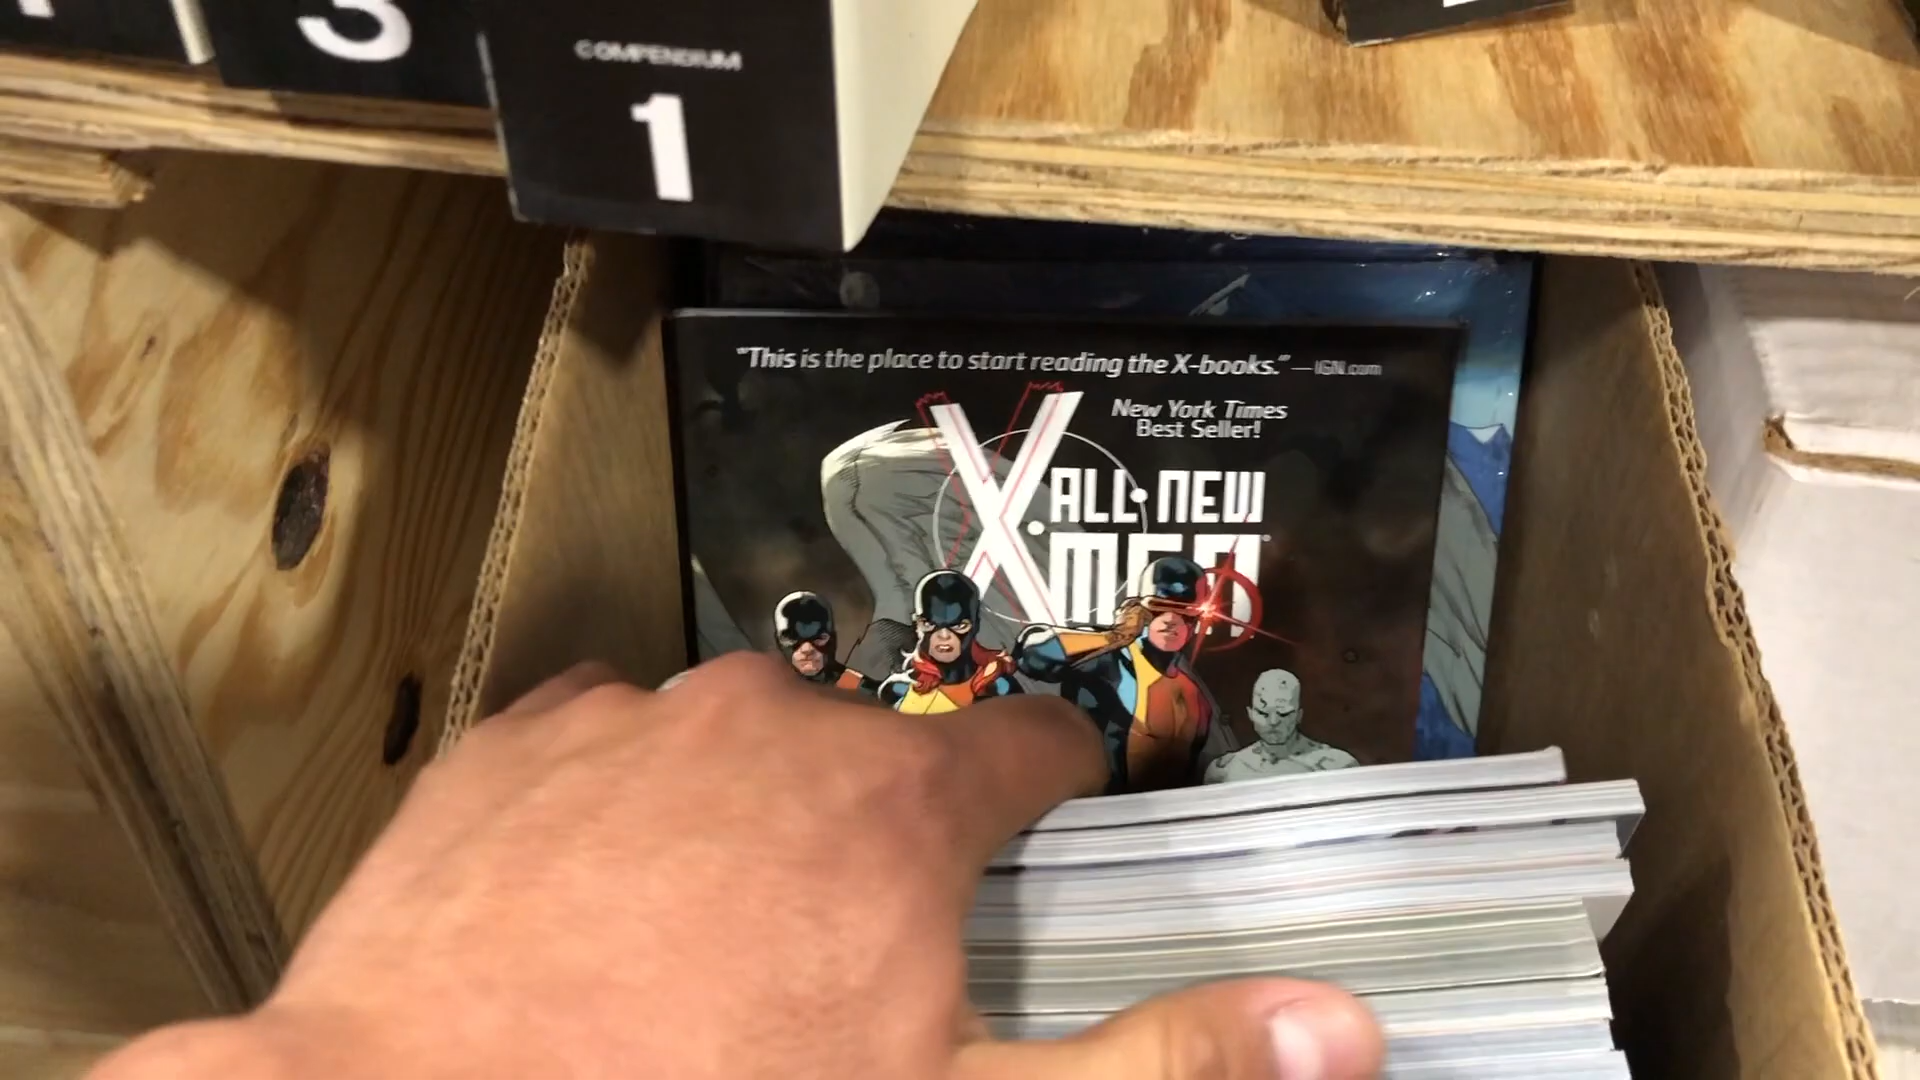 3
COMPENDIUM
1
"This is the place to start reading the X-books."—IGN.com
New York Times
Best Seller!
X ALL·NEW
X·MEN